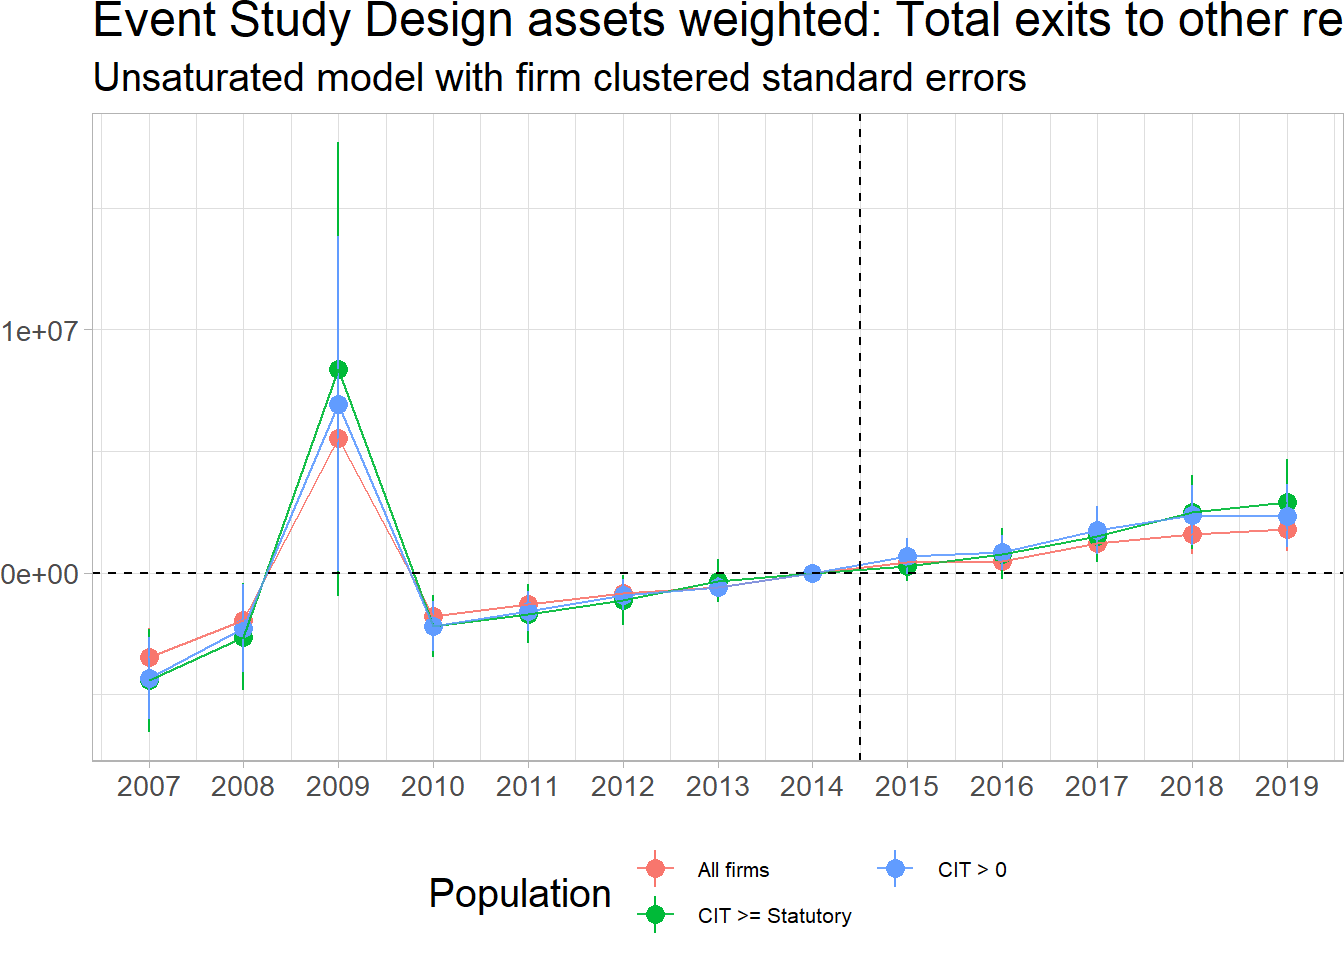 Event Study Design assets weighted: Total exits to other re
Unsaturated model with firm clustered standard errors
1e+07
0e+00
2007 2008 2009 2010 2011 2012 2013 2014 2015 2016 2017 2018 2019
Population
All firms
CIT > 0
CIT >= Statutory